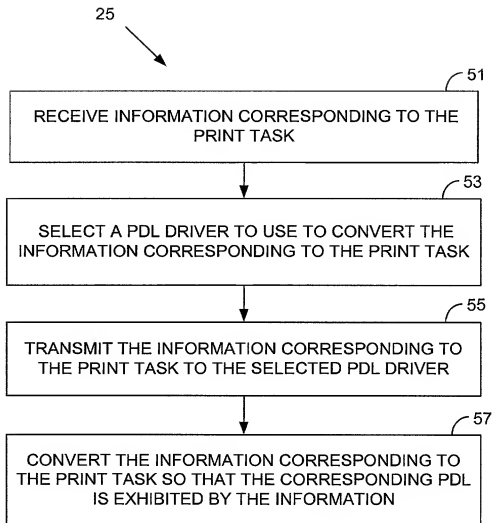 25
51
RECEIVE INFORMATION CORRESPONDING TO THE
PRINT TASK
53
SELECT A PDL DRIVER TO USE TO CONVERT THE
INFORMATION CORRESPONDING TO THE PRINT TASK
55
TRANSMIT THE INFORMATION CORRESPONDING TO
THE PRINT TASK TO THE SELECTED PDL DRIVER
57
CONVERT THE INFORMATION CORRESPONDING TO
THE PRINT TASK SO THAT THE CORRESPONDING PDL
IS EXHIBITED BY THE INFORMATION